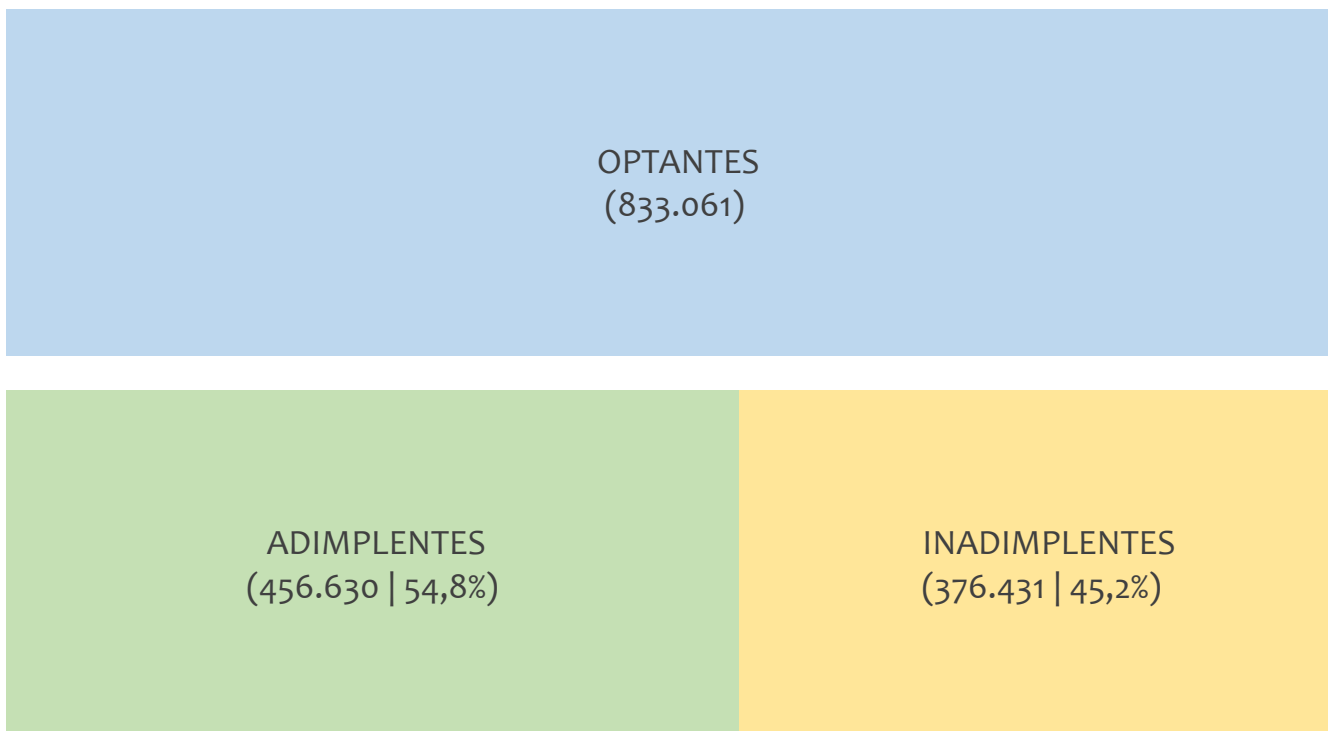 OPTANTES
(833.061)
ADIMPLENTES
(456.630 | 54,8%)
INADIMPLENTES
(376.431 | 45,2%)